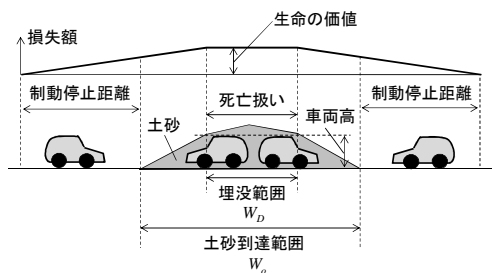 生命の価値
損失額
制動停止距離
死亡扱い
制動停止距離
車両高
土砂
埋没範囲
W_D
土砂到達範囲
W_o